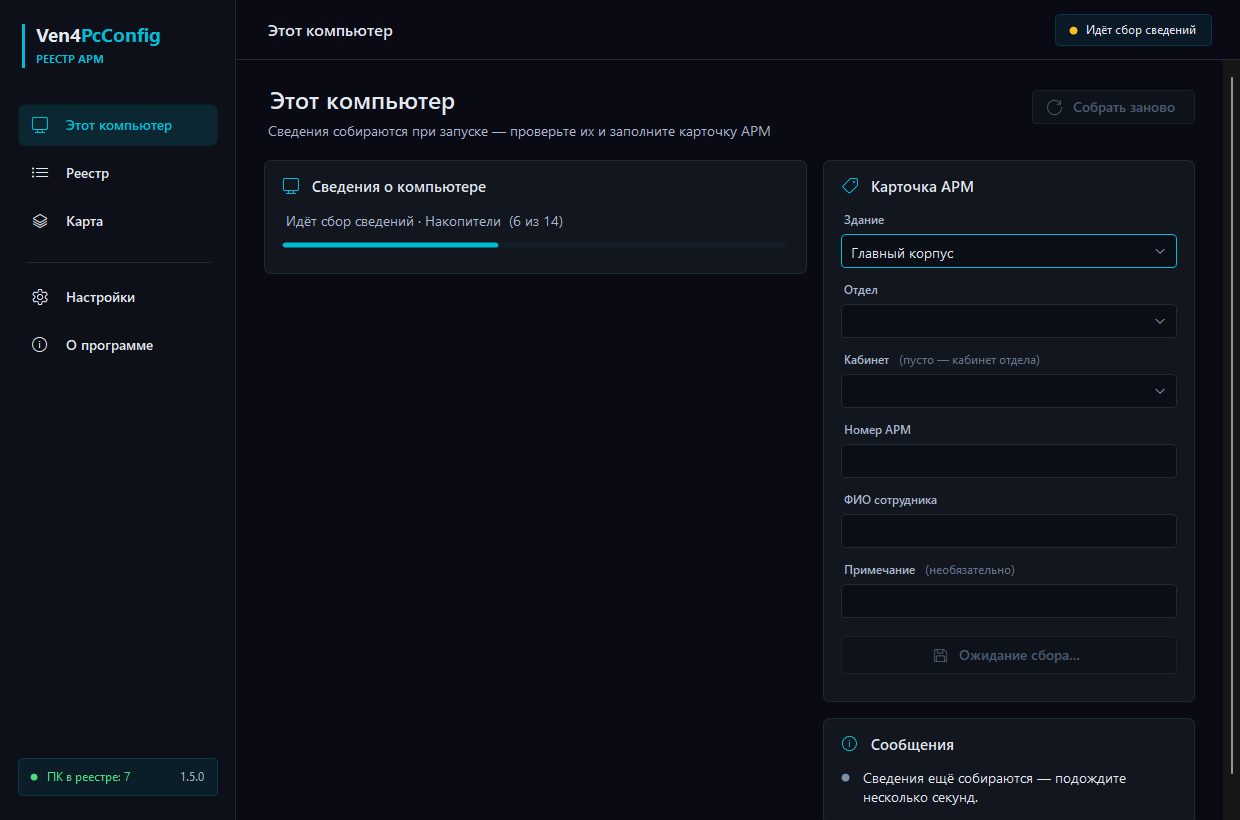 Ven4PcConfig
РЕЕСТР АРМ
Этот компьютер
Реестр
Карта
Настройки
О программе
ПК в реестре: 7
1.5.0
Этот компьютер
Идёт сбор сведений
Этот компьютер
Сведения собираются при запуске — проверьте их и заполните карточку АРМ
Собрать заново
Сведения о компьютере
Идёт сбор сведений · Накопители (6 из 14)
Карточка АРМ
Здание
Главный корпус
Отдел
Кабинет (пусто — кабинет отдела)
Номер АРМ
ФИО сотрудника
Примечание (необязательно)
Ожидание сбора...
Сообщения
Сведения ещё собираются — подождите
несколько секунд.